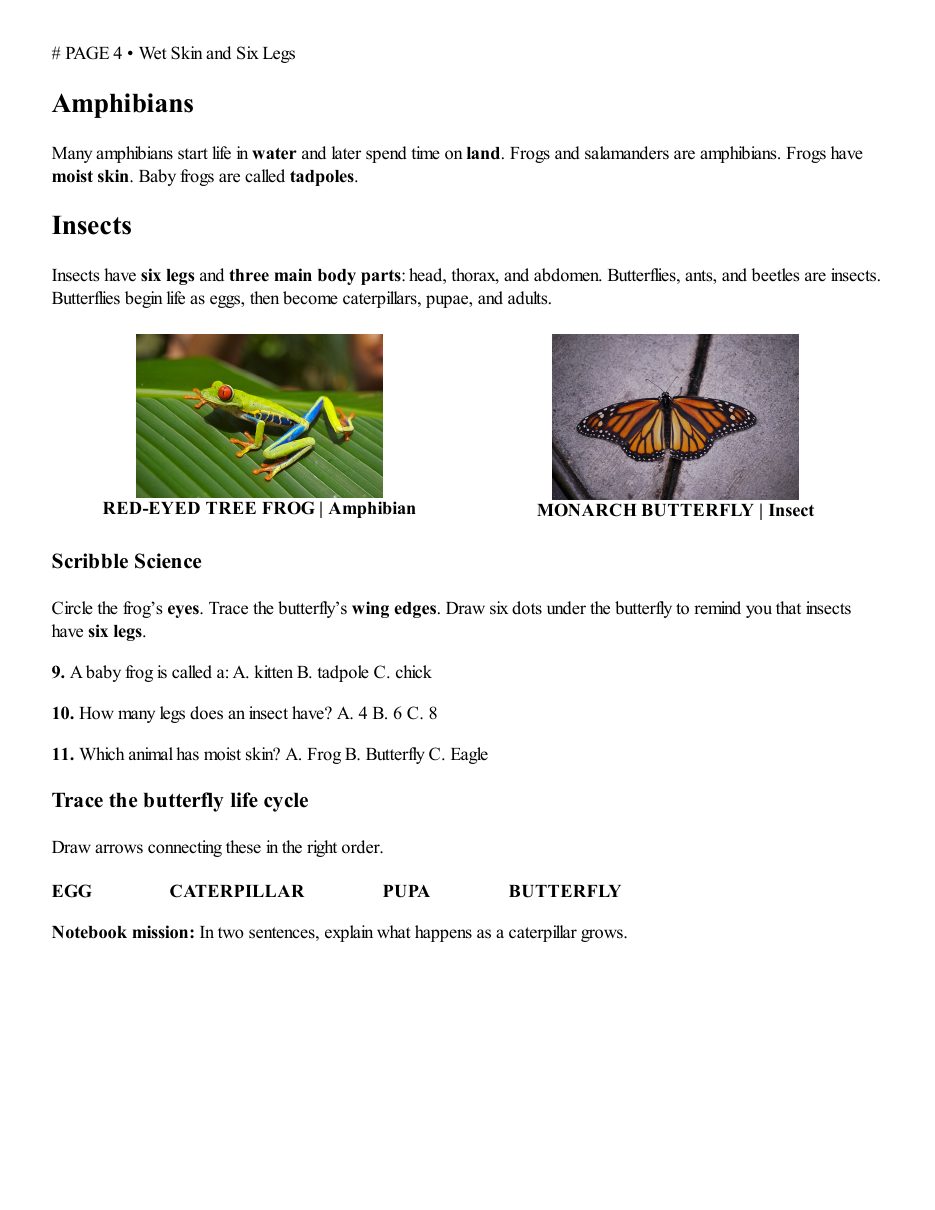 # PAGE 4 • Wet Skin and Six Legs
Amphibians
Many amphibians start life in water and later spend time on land. Frogs and salamanders are amphibians. Frogs have
moist skin. Baby frogs are called tadpoles.
Insects
Insects have six legs and three main body parts: head, thorax, and abdomen. Butterflies, ants, and beetles are insects.
Butterflies begin life as eggs, then become caterpillars, pupae, and adults.
RED-EYED TREE FROG | Amphibian
MONARCH BUTTERFLY | Insect
Scribble Science
Circle the frog’s eyes. Trace the butterfly’s wing edges. Draw six dots under the butterfly to remind you that insects
have six legs.
9. A baby frog is called a: A. kitten B. tadpole C. chick
10. How many legs does an insect have? A. 4 B. 6 C. 8
11. Which animal has moist skin? A. Frog B. Butterfly C. Eagle
Trace the butterfly life cycle
Draw arrows connecting these in the right order.
EGG CATERPILLAR PUPA BUTTERFLY
Notebook mission: In two sentences, explain what happens as a caterpillar grows.